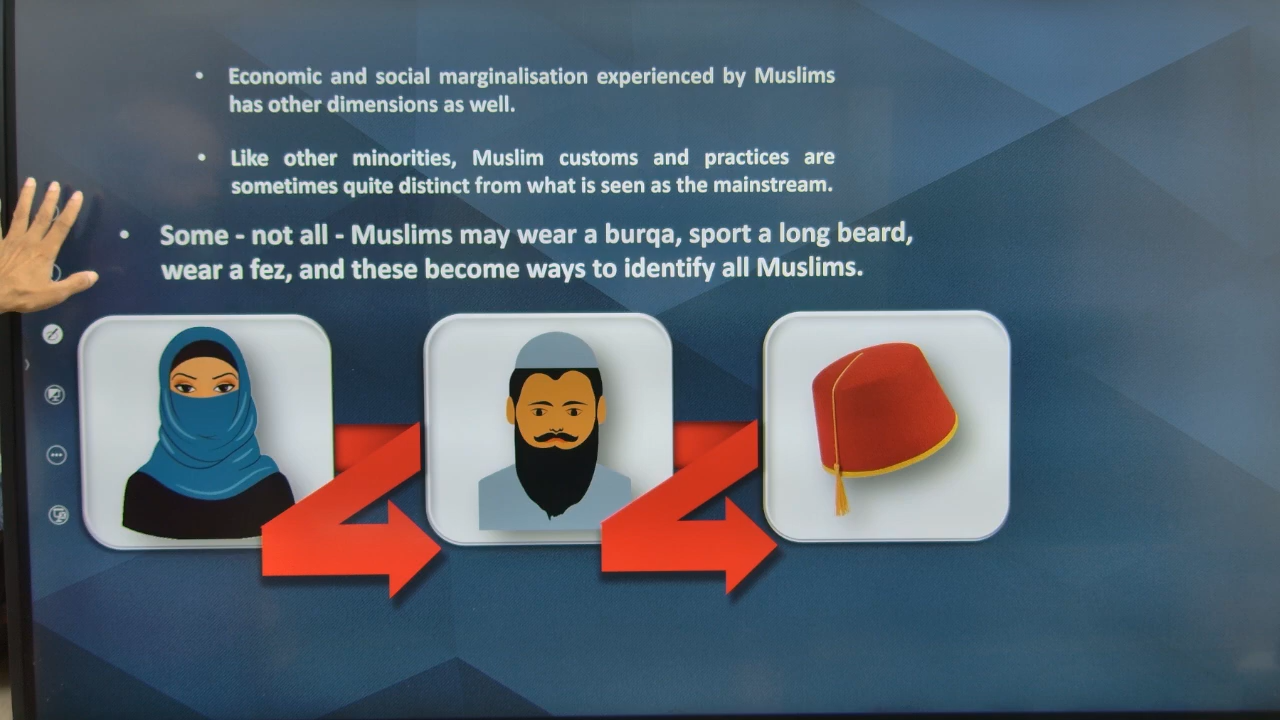 • Economic and social marginalisation experienced by Muslims
has other dimensions as well.
• Like other minorities, Muslim customs and practices are
sometimes quite distinct from what is seen as the mainstream.
• Some - not all - Muslims may wear a burqa, sport a long beard,
wear a fez, and these become ways to identify all Muslims.